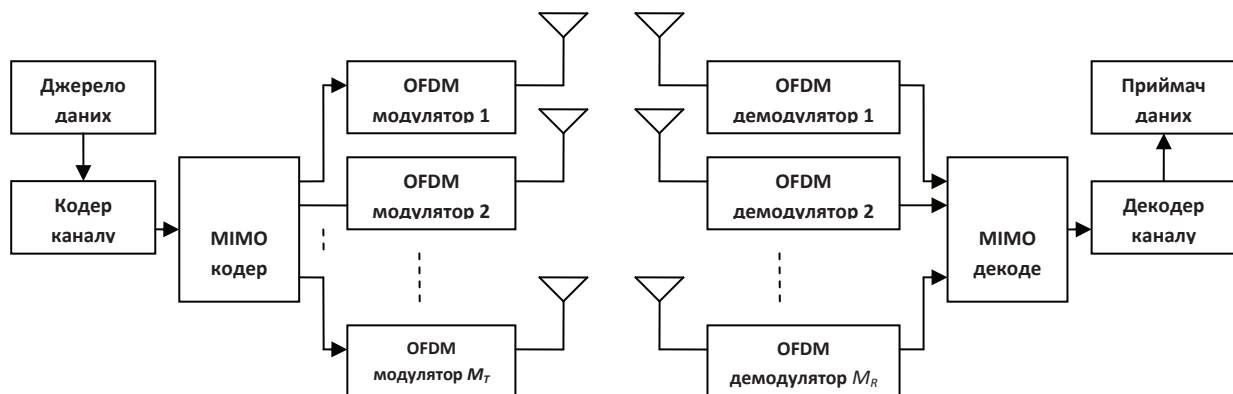 Джерело
даних
Кодер
каналу
MIMO
кодер
OFDM
модулятор 1
OFDM
модулятор 2
OFDM
модулятор M_T
OFDM
демодулятор 1
OFDM
демодулятор 2
OFDM
демодулятор M_R
MIMO
декоде
Декодер
каналу
Приймач
даних